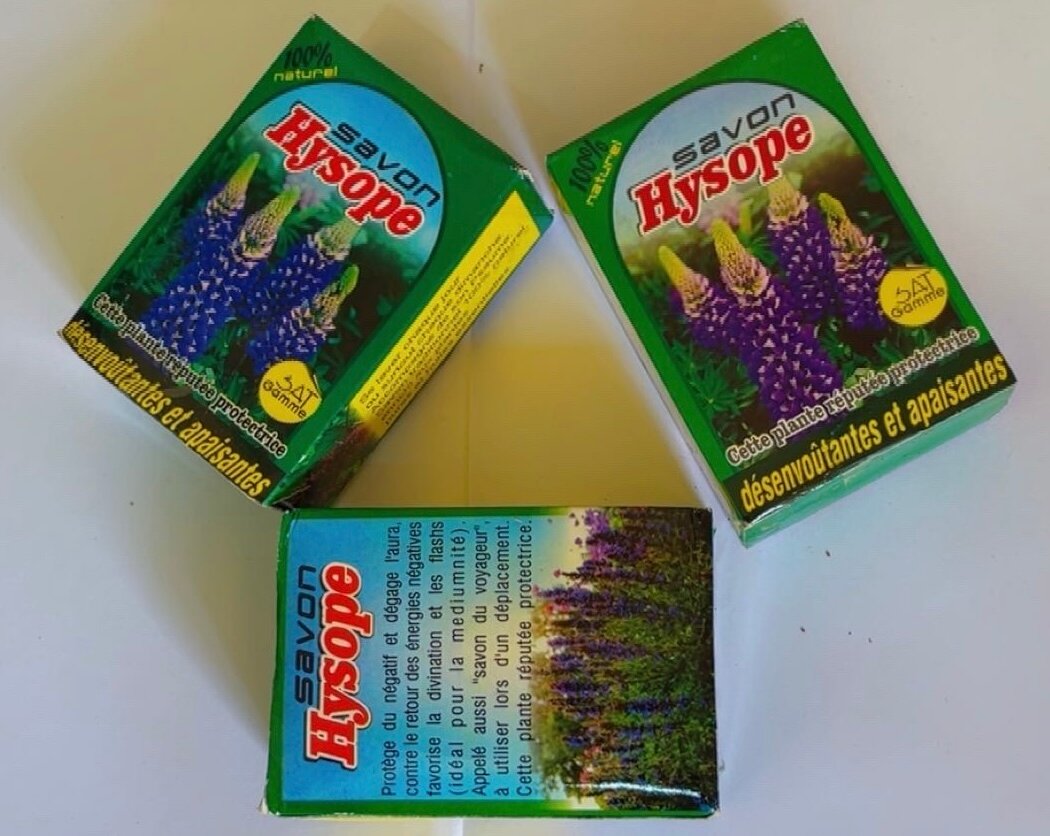 100%
naturel
savon
Hysope
SAT
Gamme
Cette plante réputée protectrice
désenvoûtantes et apaisantes
100%
naturel
savon
Hysope
SAT
Gamme
Cette plante réputée protectrice
désenvoûtantes et apaisantes
savon
Hysope
Protège du négatif et dégage l'aura,
contre le retour des énergies négatives
favorise la divination et les flashs
(idéal pour la mediumnité)
Appelé aussi "savon du voyageur",
à utiliser lors d'un déplacement.
Cette plante réputée protectrice.